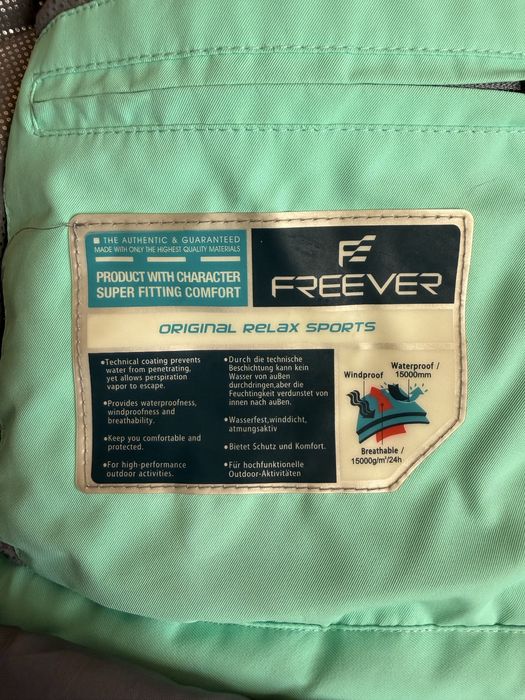 THE AUTHENTIC & GUARANTEED
MADE WITH ONLY THE HIGHEST QUALITY MATERIALS
PRODUCT WITH CHARACTER
SUPER FITTING COMFORT
FREEVER
ORIGINAL RELAX SPORTS
•Technical coating prevents
water from penetrating,
yet allows perspiration
vapor to escape.
•Provides waterproofness,
windproofness and
breathability.
•Keep you comfortable and
protected.
•For high-performance
outdoor activities.
•Durch die technische
Beschichtung kann kein
Wasser von außen
durchdringen,aber die
Feuchtigkeit verdunstet von
innen nach außen.
•Wasserfest,winddicht,
atmungsaktiv
•Bietet Schutz und Komfort.
•Für hochfunktionelle
Outdoor-Aktivitäten
Windproof
Waterproof /
15000mm
Breathable /
15000g/m²/24h